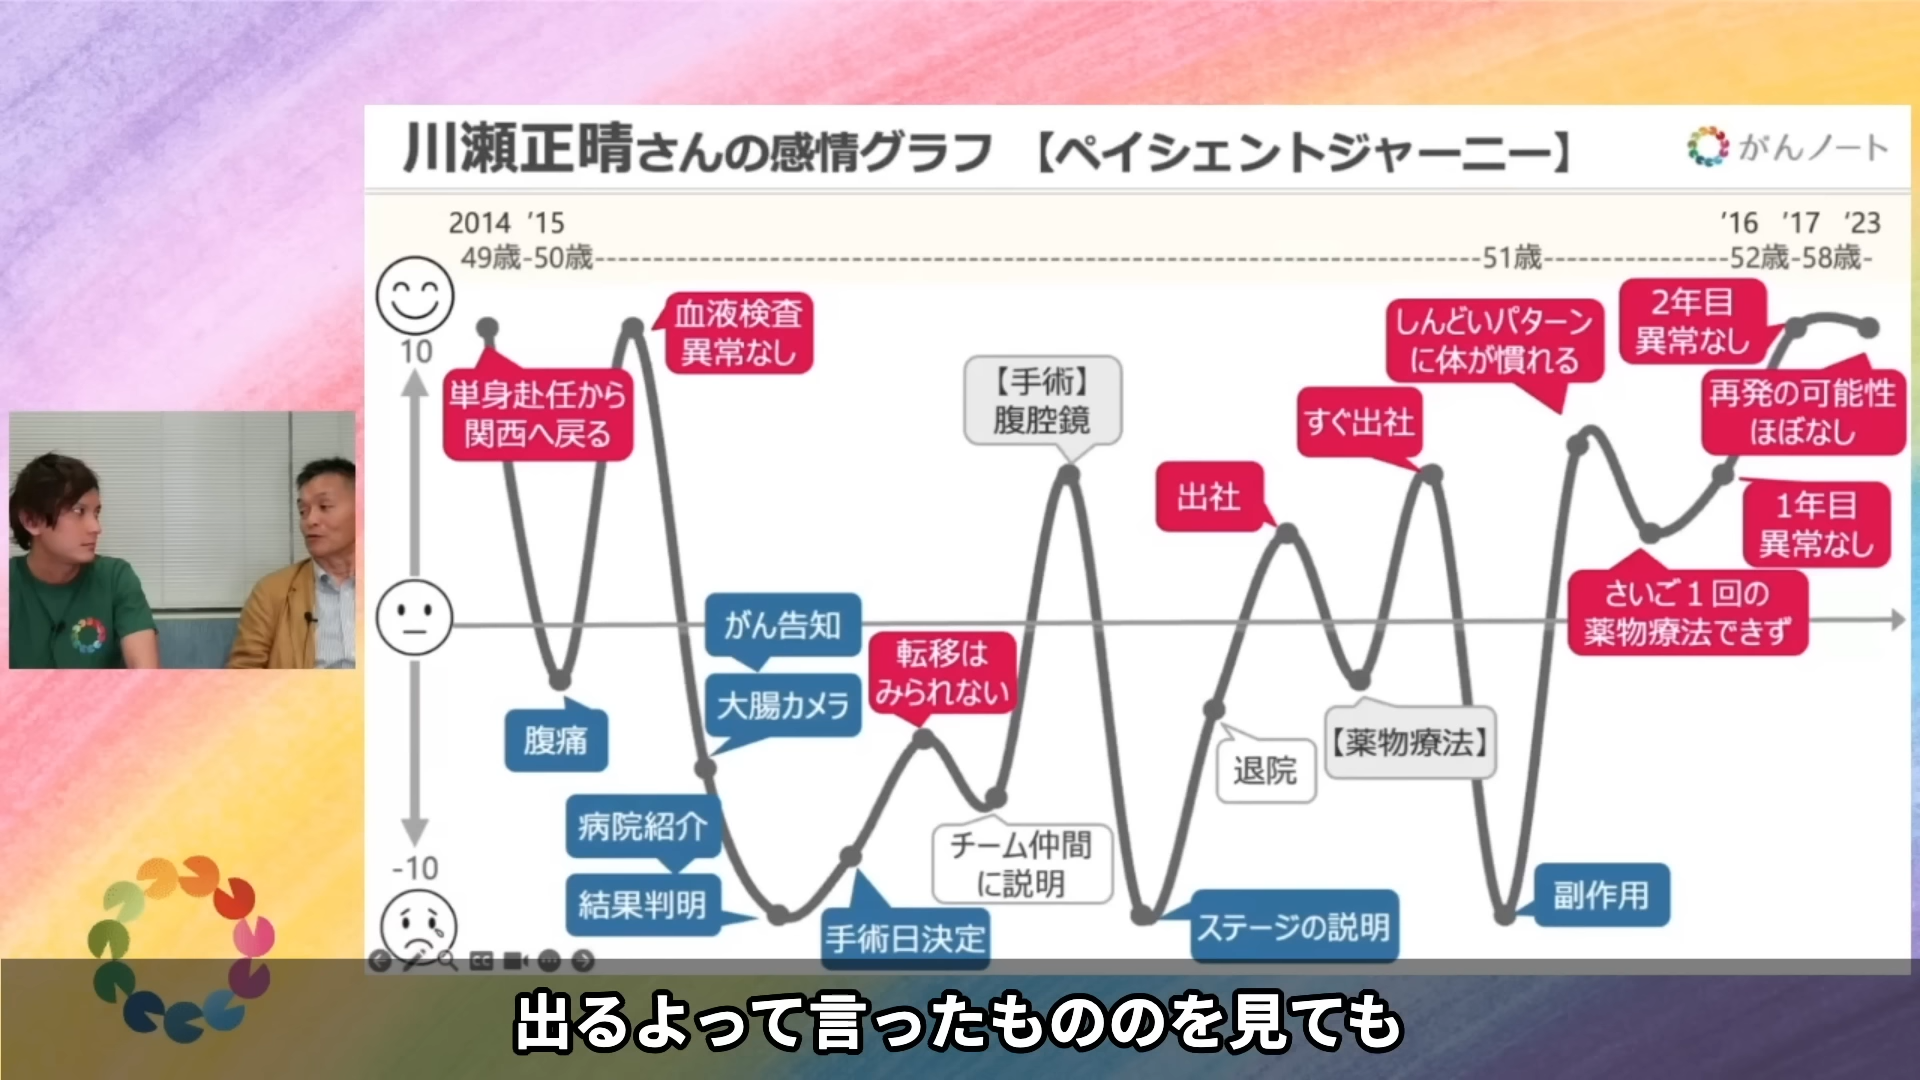 川瀬正晴さんの感情グラフ【ペイシェントジャーニー】
がんノート
2014 ’15
’16 ’17 ‘23
49歳-50歳
51歳
52歳-58歳-
10
-10
単身赴任から
関西へ戻る
腹痛
血液検査
異常なし
がん告知
大腸カメラ
病院紹介
結果判明
手術日決定
転移は
みられない
チーム仲間
に説明
【手術】
腹腔鏡
ステージの説明
退院
出社
【薬物療法】
すぐ出社
副作用
しんどいパターン
に体が慣れる
さいご1回の
薬物療法できず
1年目
異常なし
2年目
異常なし
再発の可能性
ほぼなし
CC
出るよって言ったもののを見ても